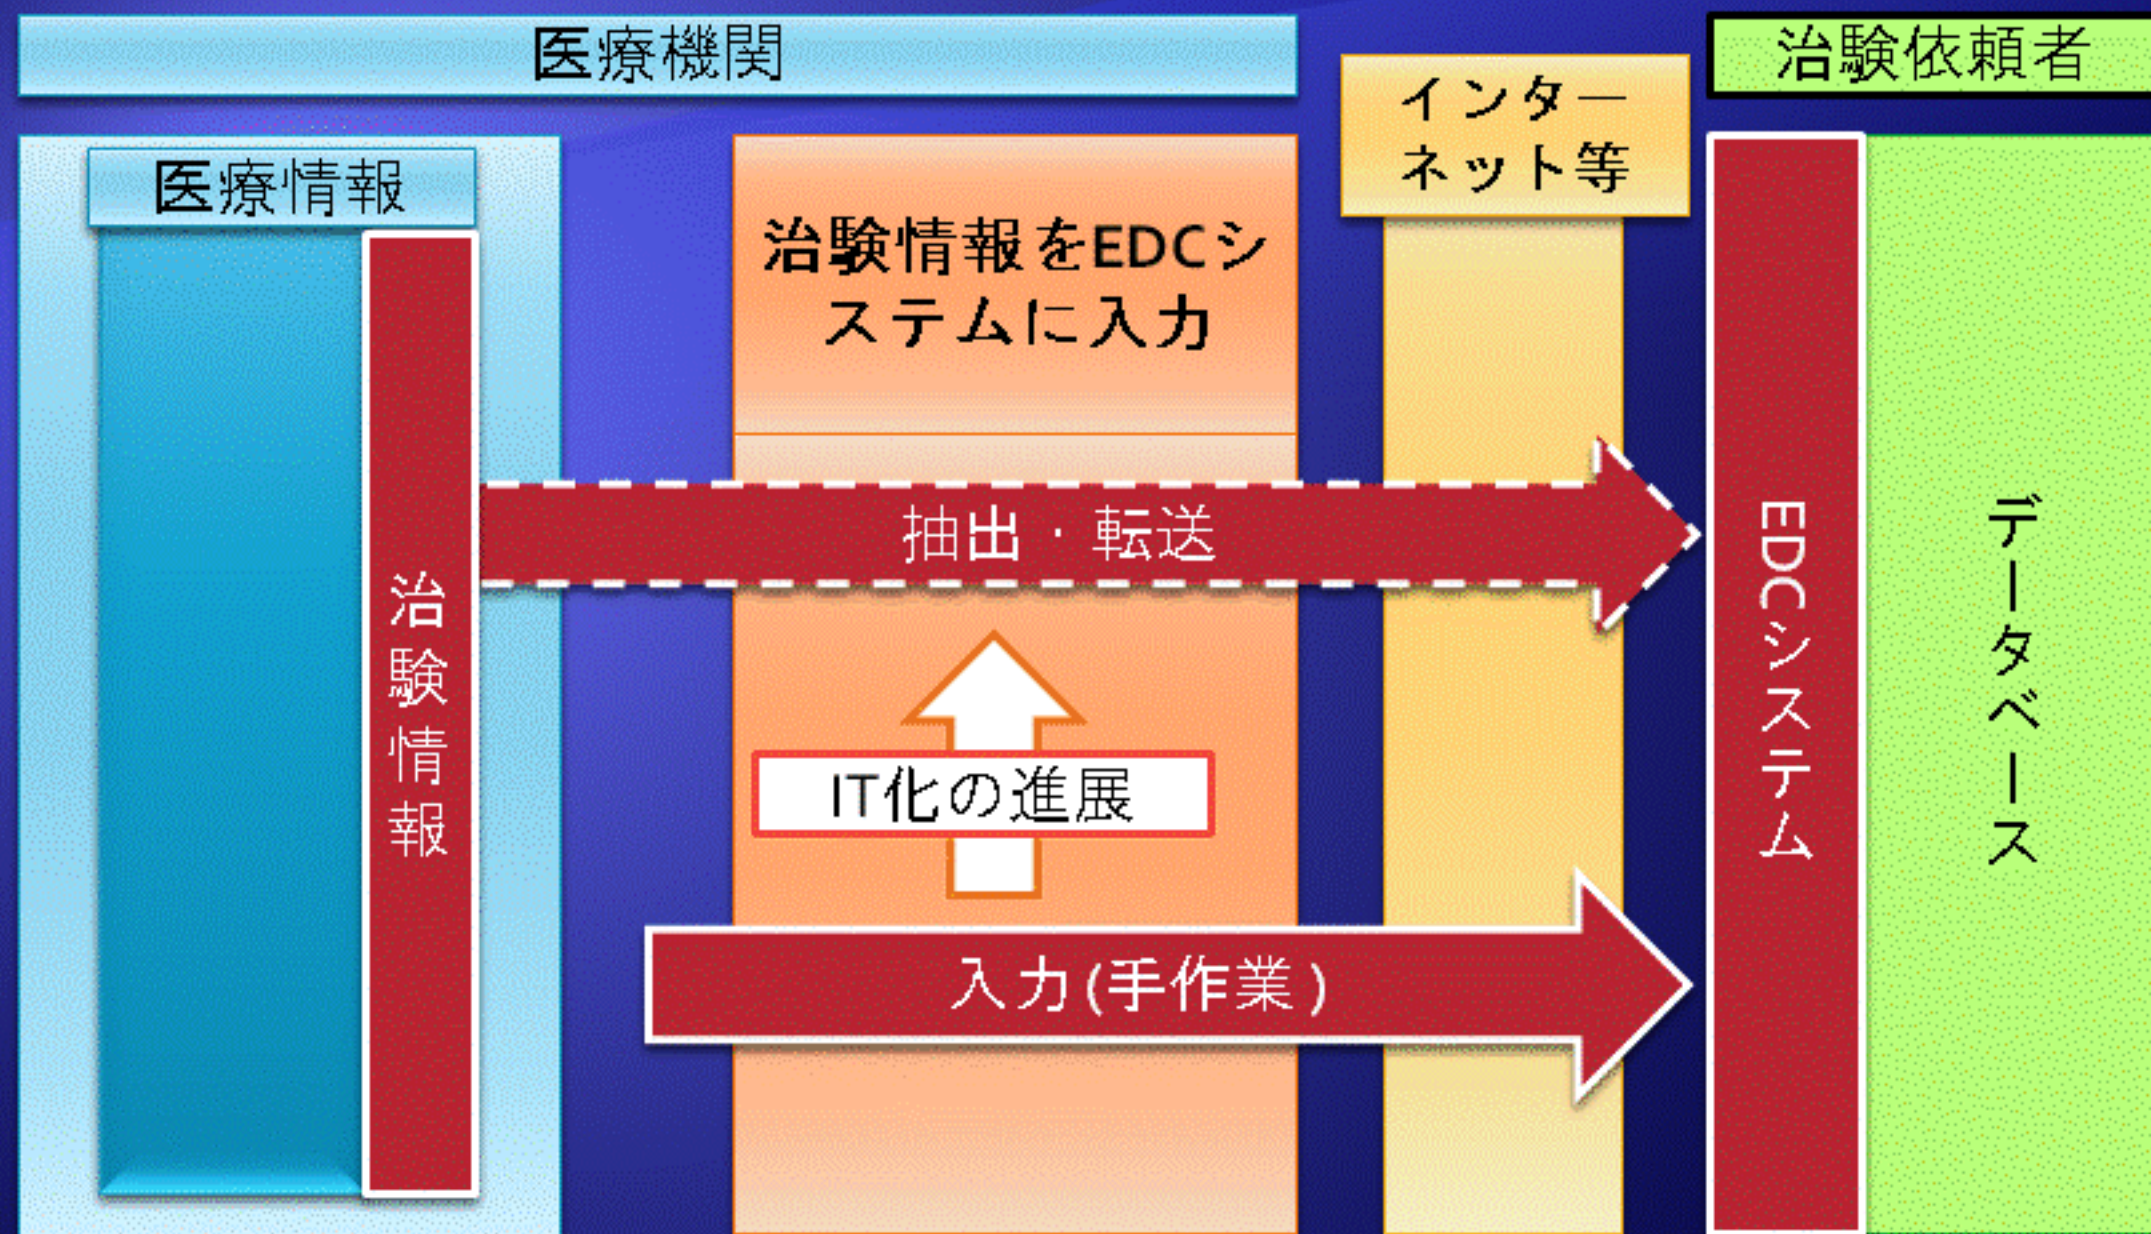 医療機関
治験依頼者
インター
ネット等
医療情報
治験情報をEDCシ
ステムに入力
治験情報
抽出・転送
IT化の進展
入力(手作業)
EDCシステム
データベース